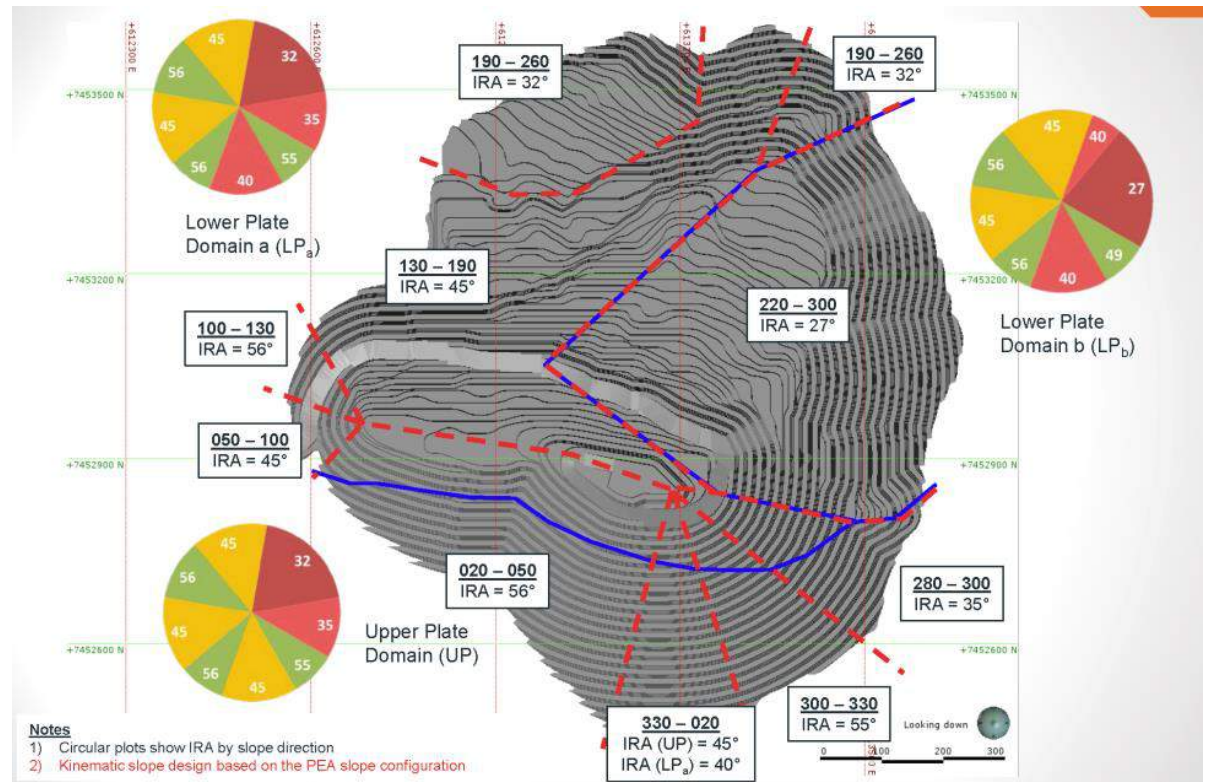 +612300 E
+612600 E
190 – 260
IRA = 32°
190 – 260
IRA = 32°
+7453500 N
+7453500 N
45
32
35
55
40
56
45
56
Lower Plate
Domain a (LPa)
45
40
27
49
40
56
45
56
Lower Plate
Domain b (LPb)
130 – 190
IRA = 45°
+7453200 N
+7453200 N
220 – 300
IRA = 27°
100 – 130
IRA = 56°
050 – 100
IRA = 45°
+7452900 N
+7452900 N
45
32
35
55
45
56
45
56
Upper Plate
Domain (UP)
020 – 050
IRA = 56°
280 – 300
IRA = 35°
+7452600 N
+7452600 N
300 – 330
IRA = 55°
330 – 020
IRA (UP) = 45°
IRA (LPa) = 40°
Looking down
0 100 200 300
Notes
1) Circular plots show IRA by slope direction
2) Kinematic slope design based on the PEA slope configuration